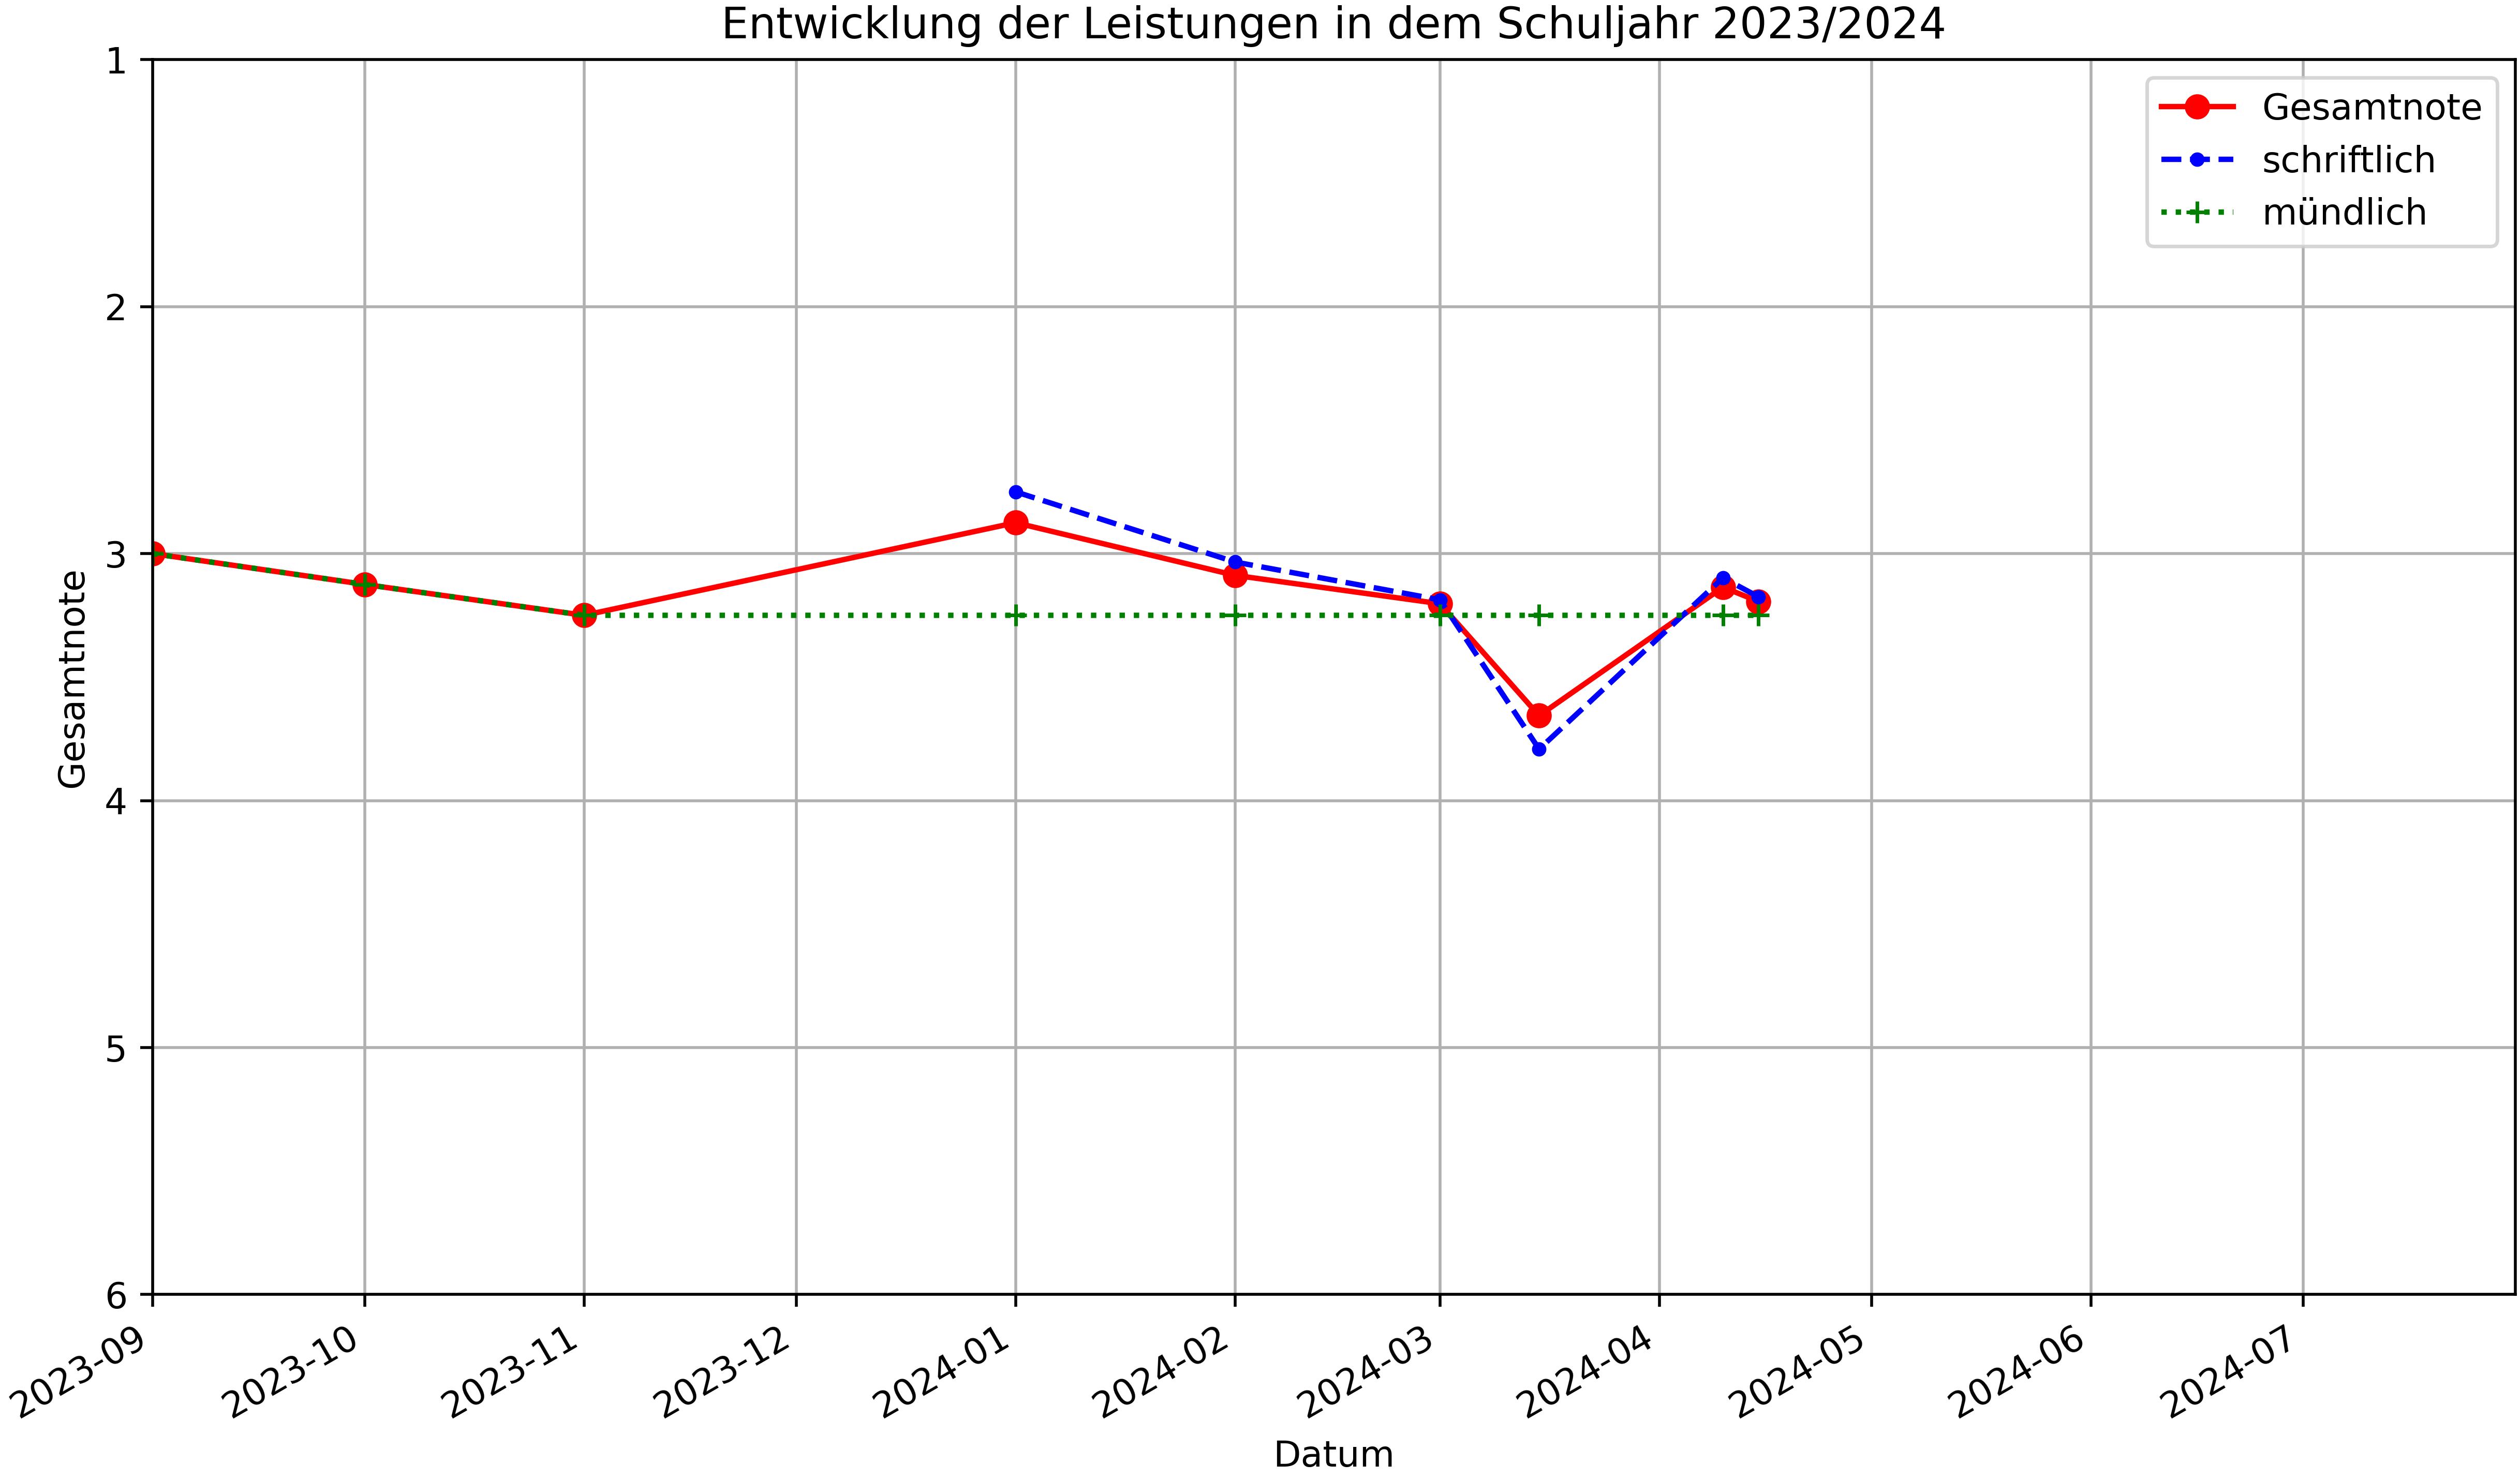 Entwicklung der Leistungen in dem Schuljahr 2023/2024
Gesamtnote
schriftlich
mündlich
1
2
3
4
5
6
Gesamtnote
2023-09
2023-10
2023-11
2023-12
2024-01
2024-02
2024-03
2024-04
2024-05
2024-06
2024-07
Datum